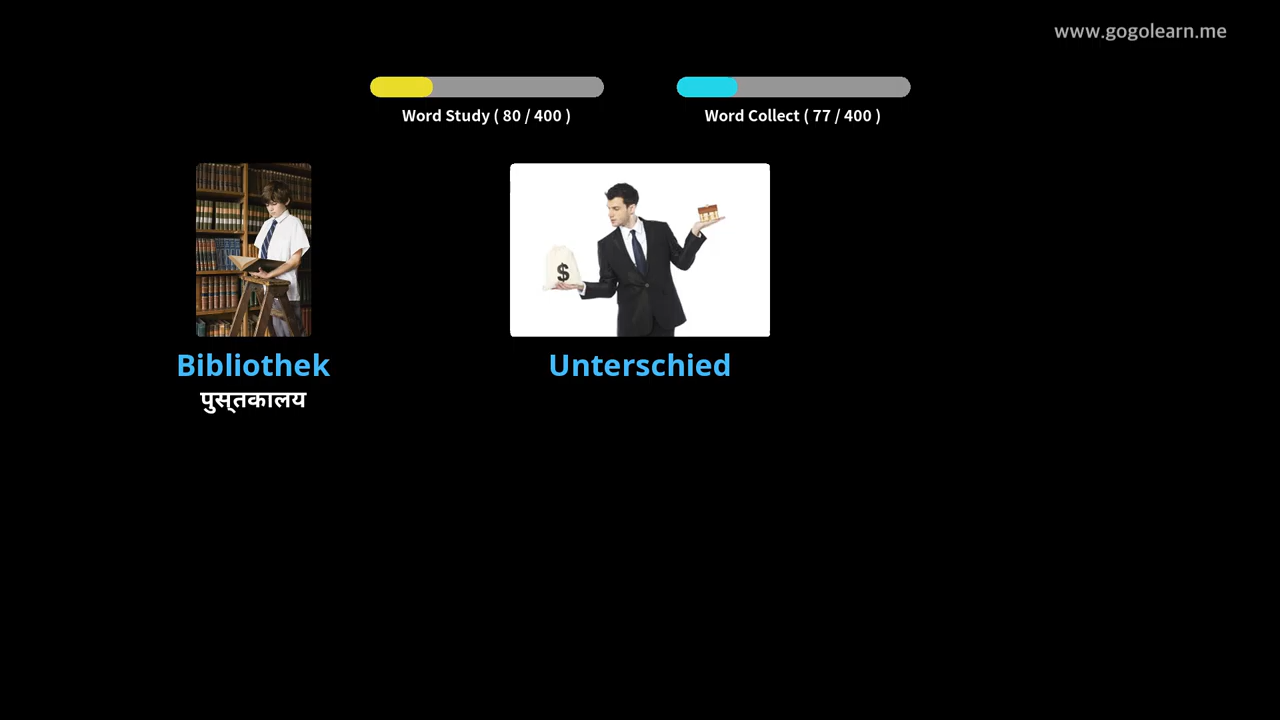 www.gogolearn.me
Word Study ( 80 / 400 )
Word Collect ( 77 / 400 )
$
Bibliothek
Unterschied
पुस्तकालय